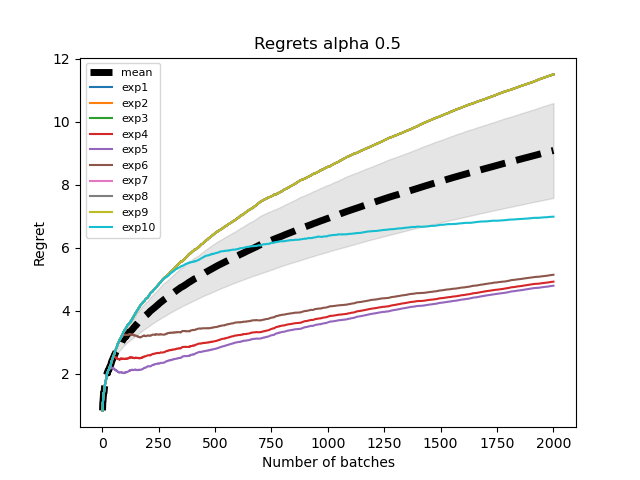 Regrets alpha 0.5
12
10
8
6
4
2
Regret
mean
exp1
exp2
exp3
exp4
exp5
exp6
exp7
exp8
exp9
exp10
0 250 500 750 1000 1250 1500 1750 2000
Number of batches